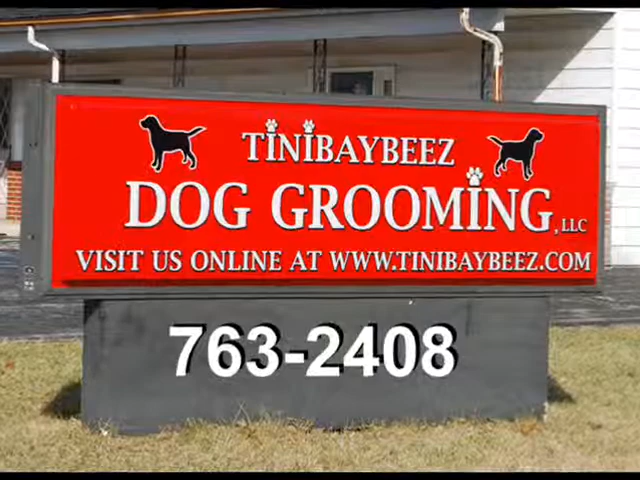 TINIBAYBEEZ
DOG GROOMING, LLC
VISIT US ONLINE AT WWW.TINIBAYBEEZ.COM
763-2408